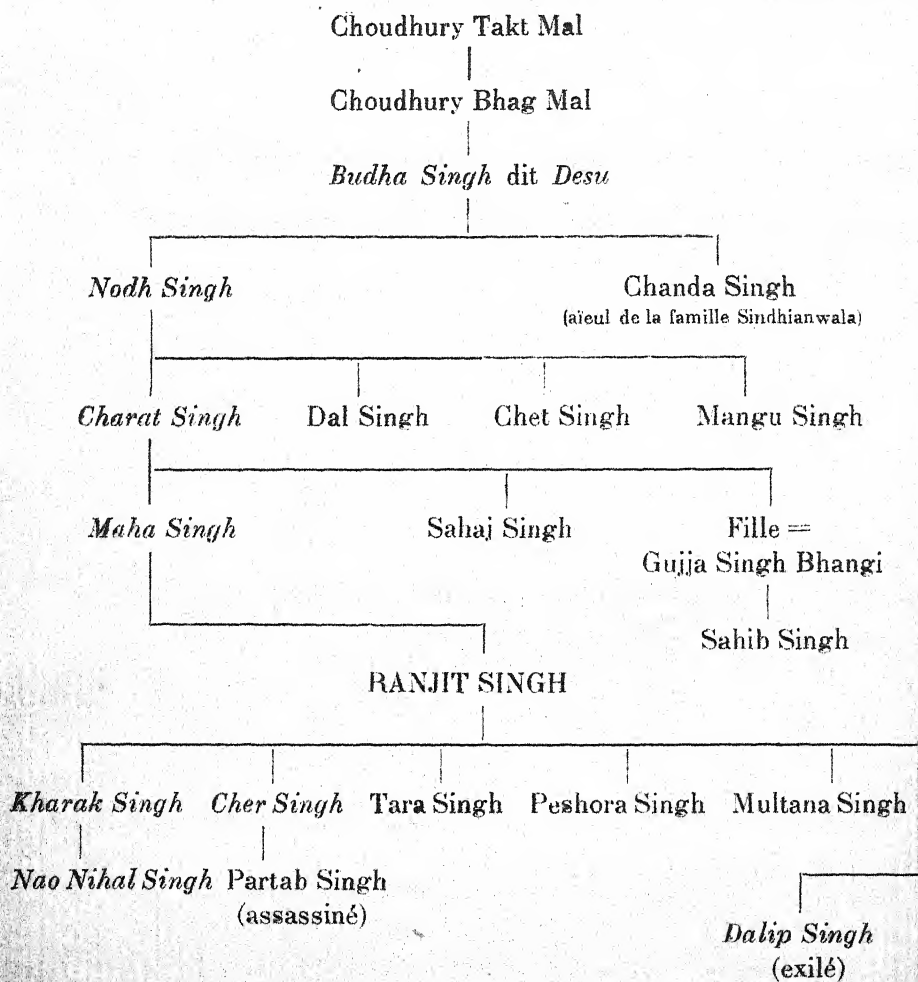 Choudhury Takt Mal
Choudhury Bhag Mal
Budha Singh dit Desu
Nodh Singh Chanda Singh
(aïeul de la famille Sindhianwala)
Charat Singh Dal Singh Chet Singh Mangu Singh
Maha Singh Sahaj Singh Fille =
Gujja Singh Bhangi
Sahib Singh
RANJIT SINGH
Kharak Singh Cher Singh Tara Singh Peshora Singh Multana Singh
Nao Nihal Singh Partab Singh
(assassiné)
Dalip Singh
(exilé)